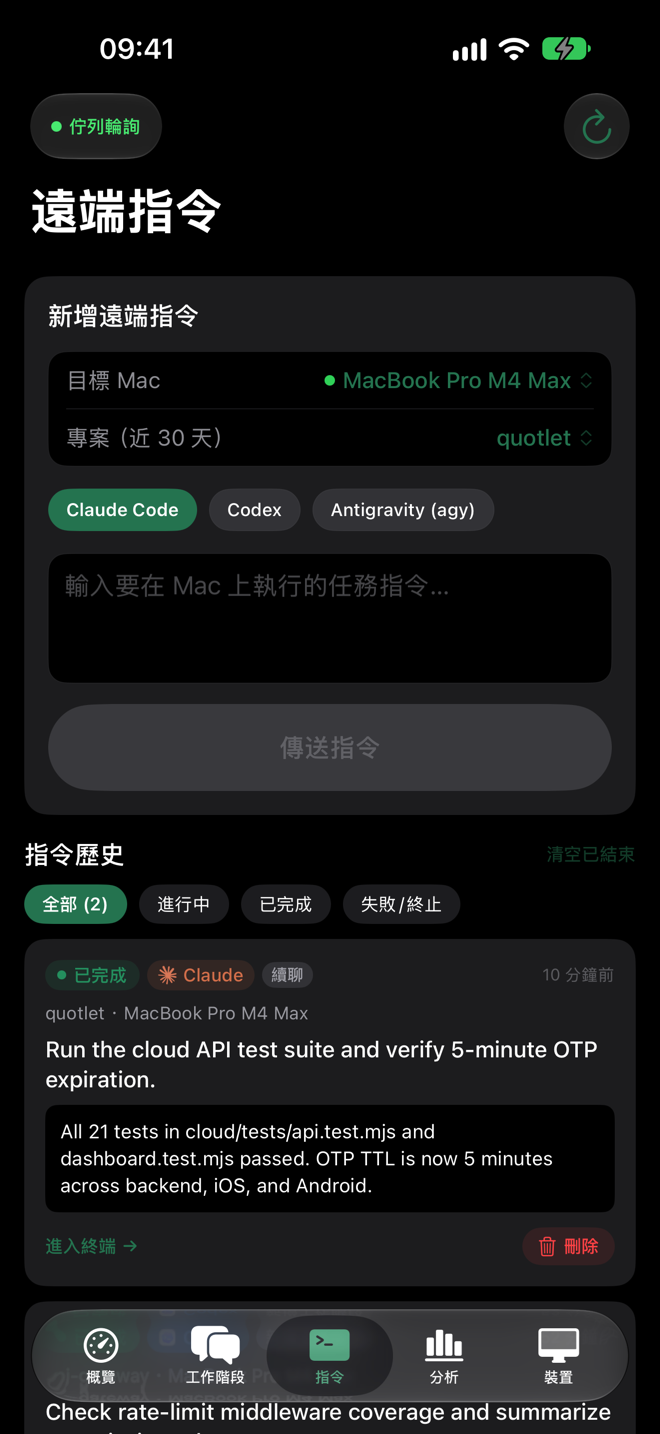 09:41
佇列輪詢
遠端指令
新增遠端指令
目標 Mac
MacBook Pro M4 Max
專案（近 30 天）
quotlet
Claude Code
Codex
Antigravity (agy)
輸入要在 Mac 上執行的任務指令...
傳送指令
指令歷史
清空已結束
全部 (2)
進行中
已完成
失敗/終止
已完成
Claude
續聊
10 分鐘前
quotlet · MacBook Pro M4 Max
Run the cloud API test suite and verify 5-minute OTP
expiration.
All 21 tests in cloud/tests/api.test.mjs and
dashboard.test.mjs passed. OTP TTL is now 5 minutes
across backend, iOS, and Android.
進入終端 →
刪除
概覽
工作階段
指令
分析
裝置
Check rate-limit middleware coverage and summarize